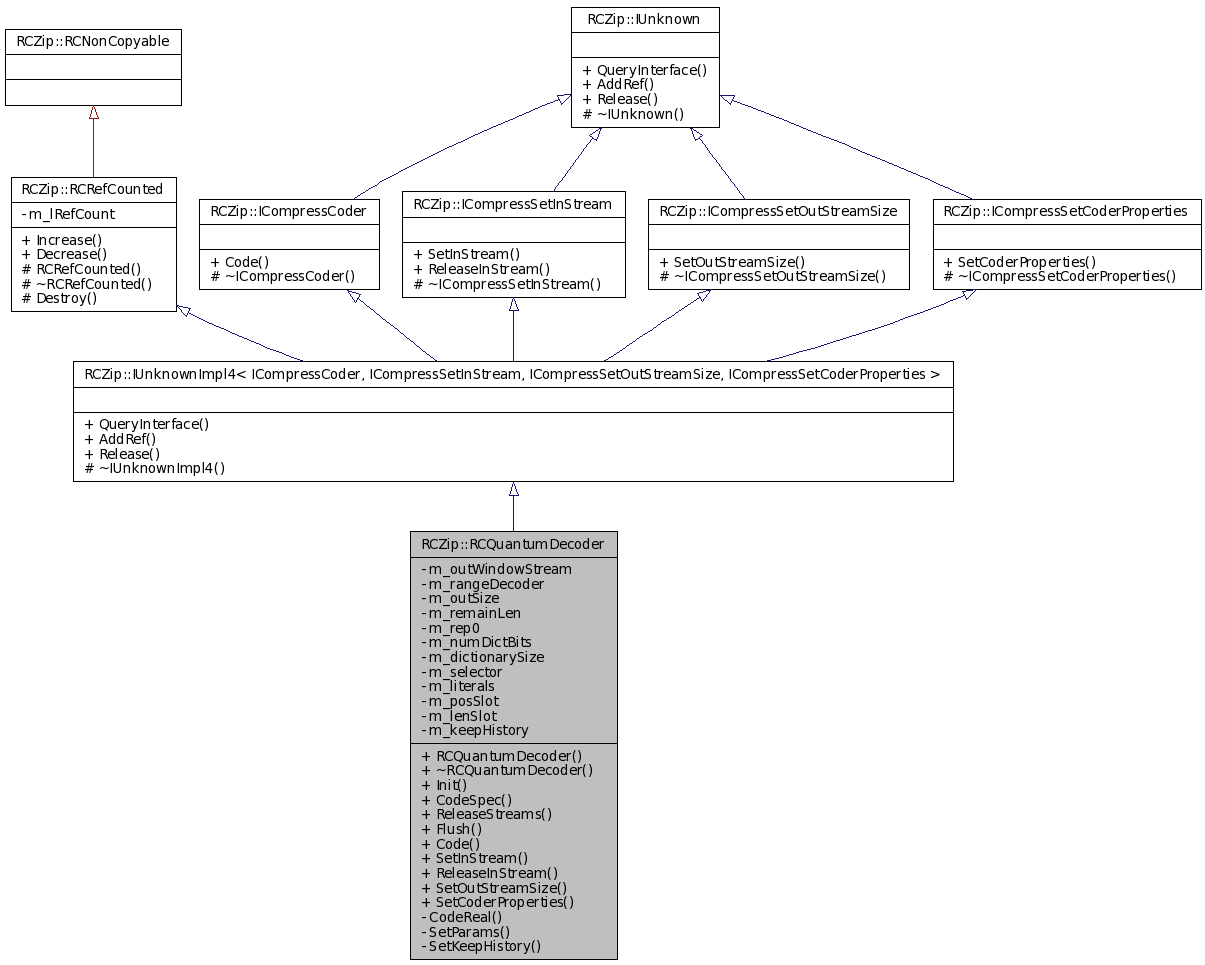 RCZip::IUnknown
+ QueryInterface()
+ AddRef()
+ Release()
# ~IUnknown()
RCZip::RCNonCopyable
RCZip::RCRefCounted
- m_lRefCount
+ Increase()
+ Decrease()
# RCRefCounted()
# ~RCRefCounted()
# Destroy()
RCZip::ICompressCoder
+ Code()
# ~ICompressCoder()
RCZip::ICompressSetInStream
+ SetInStream()
+ ReleaseInStream()
# ~ICompressSetInStream()
RCZip::ICompressSetOutStreamSize
+ SetOutStreamSize()
# ~ICompressSetOutStreamSize()
RCZip::ICompressSetCoderProperties
+ SetCoderProperties()
# ~ICompressSetCoderProperties()
RCZip::IUnknownImpl4< ICompressCoder, ICompressSetInStream, ICompressSetOutStreamSize, ICompressSetCoderProperties >
+ QueryInterface()
+ AddRef()
+ Release()
# ~IUnknownImpl4()
RCZip::RCQuantumDecoder
- m_outWindowStream
- m_rangeDecoder
- m_outSize
- m_remainLen
- m_rep0
- m_numDictBits
- m_dictionarySize
- m_selector
- m_literals
- m_posSlot
- m_lenSlot
- m_keepHistory
+ RCQuantumDecoder()
+ ~RCQuantumDecoder()
+ Init()
+ CodeSpec()
+ ReleaseStreams()
+ Flush()
+ Code()
+ SetInStream()
+ ReleaseInStream()
+ SetOutStreamSize()
+ SetCoderProperties()
- CodeReal()
- SetParams()
- SetKeepHistory()